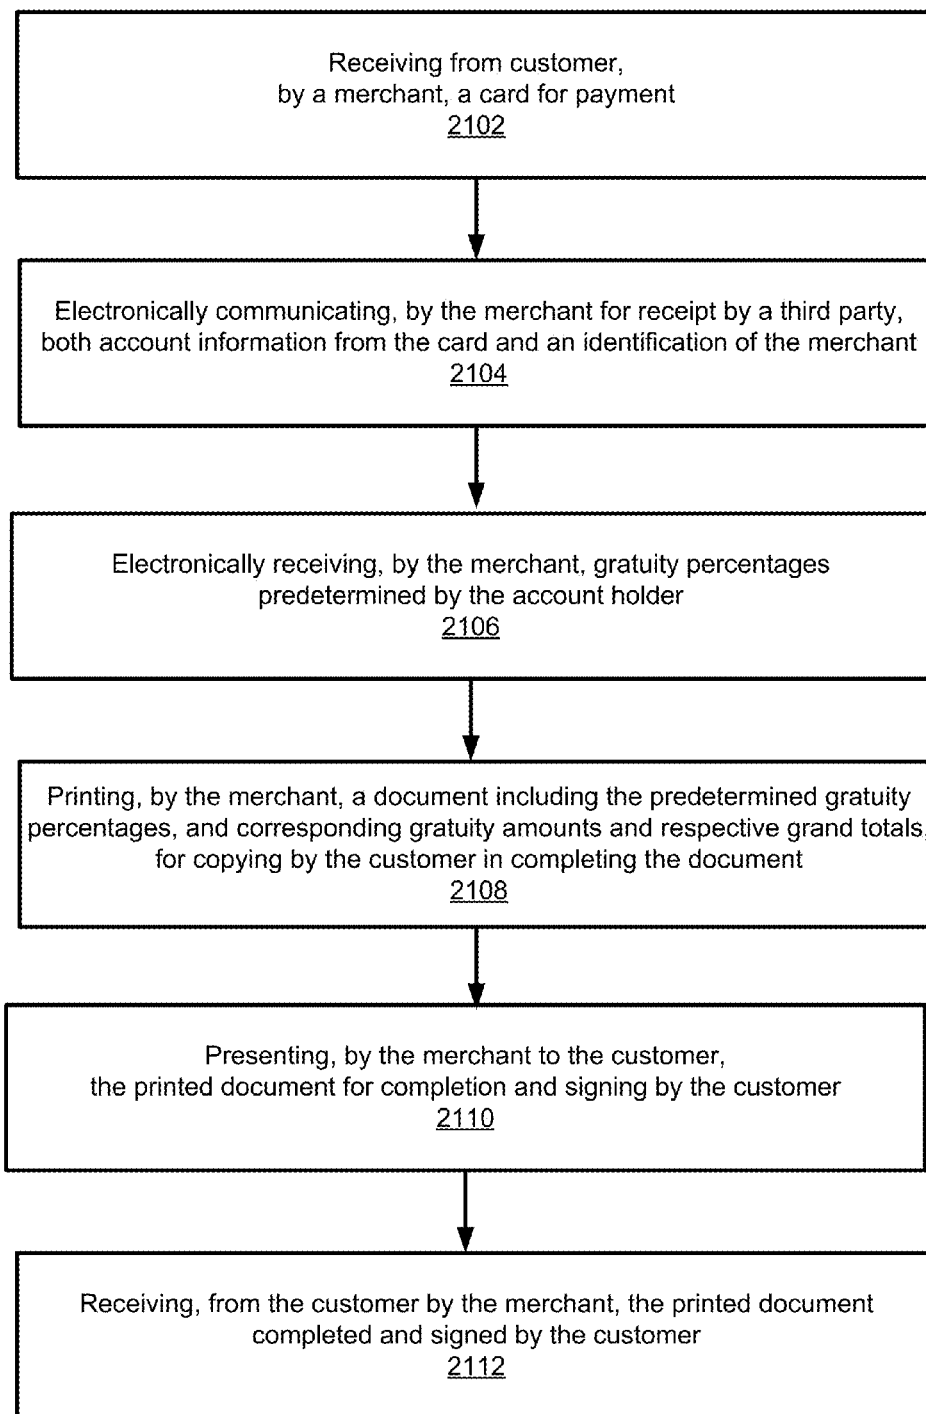 Receiving from customer,
by a merchant, a card for payment
2102
Electronically communicating, by the merchant for receipt by a third party,
both account information from the card and an identification of the merchant
2104
Electronically receiving, by the merchant, gratuity percentages
predetermined by the account holder
2106
Printing, by the merchant, a document including the predetermined gratuity
percentages, and corresponding gratuity amounts and respective grand totals,
for copying by the customer in completing the document
2108
Presenting, by the merchant to the customer,
the printed document for completion and signing by the customer
2110
Receiving, from the customer by the merchant, the printed document
completed and signed by the customer
2112